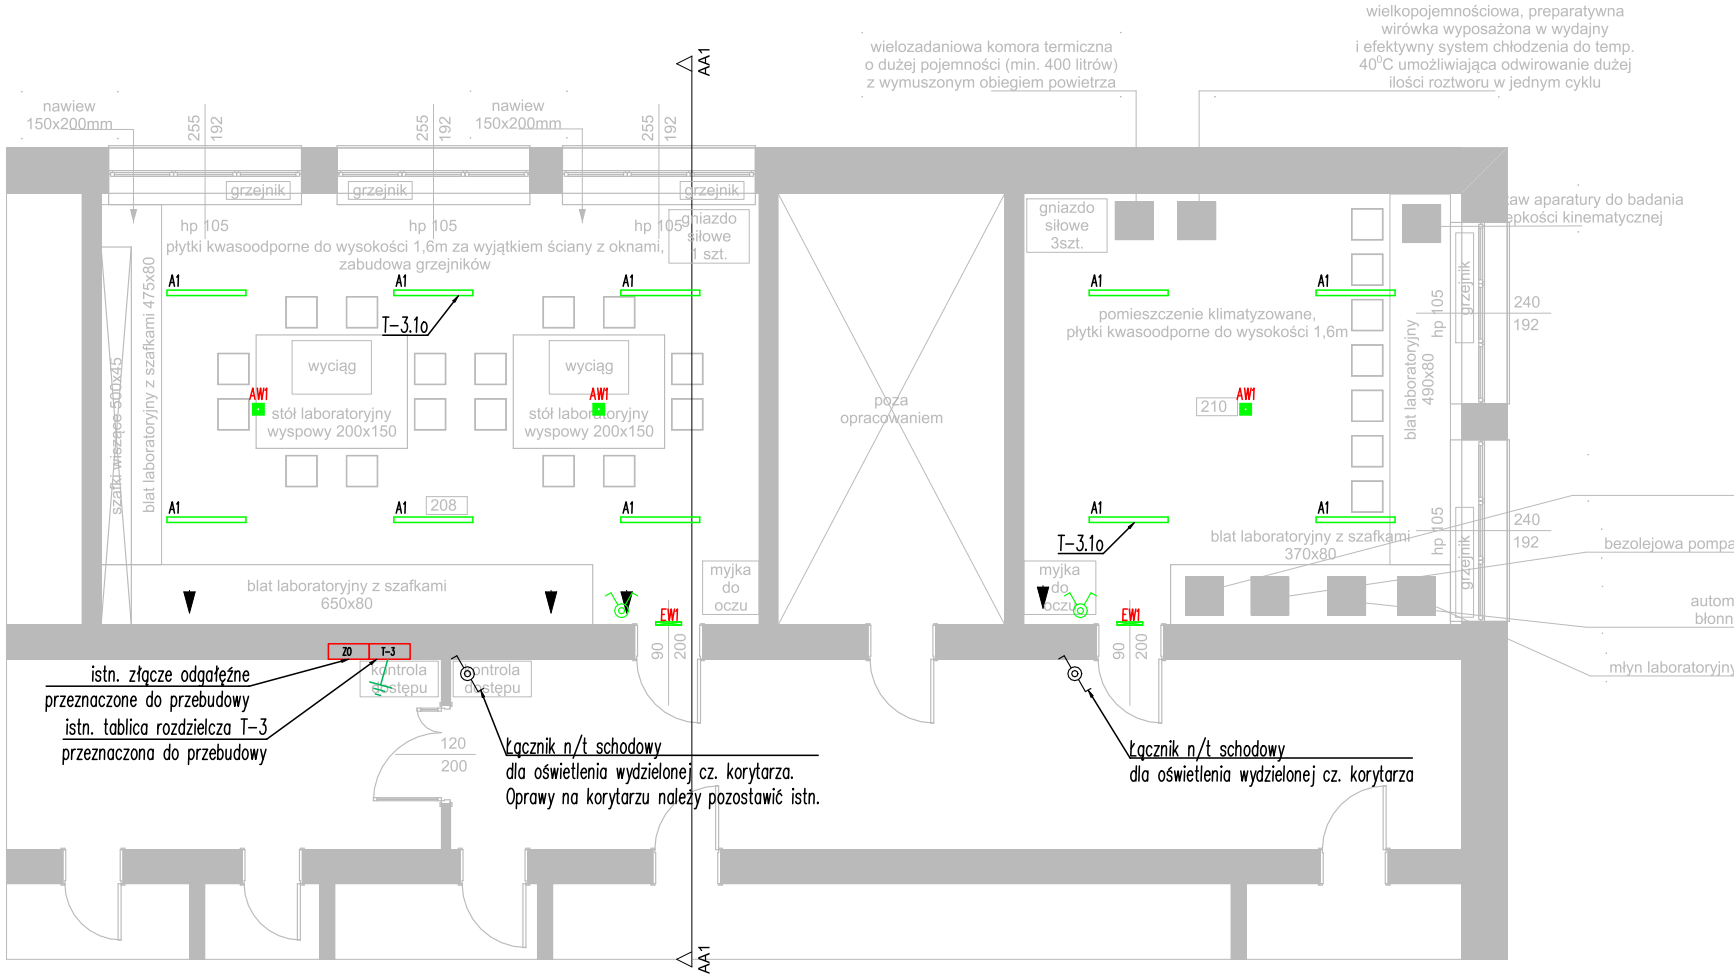 wielkopojemnościowa, preparatywna
wirówka wyposażona w wydajny
i efektywny system chłodzenia do temp.
40⁰C umożliwiająca odwirowanie dużej
ilości roztworu w jednym cyklu
wielozadaniowa komora termiczna
o dużej pojemności (min. 400 litrów)
z wymuszonym obiegiem powietrza
AA1
nawiew
150x200mm
255
192
255
192
nawiew
150x200mm
255
192
grzejnik
grzejnik
grzejnik
hp 105
hp 105
hp 105
gniazdo
siłowe
1 szt.
płytki kwasoodporne do wysokości 1,6m za wyjątkiem ściany z oknami,
zabudowa grzejników
gniazdo
siłowe
3szt.
taw aparatury do badania
epkości kinematycznej
A1
A1
A1
A1
A1
T-3.1o
pomieszczenie klimatyzowane,
płytki kwasoodporne do wysokości 1,6m
szafki wiszące 500x45
blat laboratoryjny z szafkami 475x80
wyciąg
wyciąg
AW1
AW1
AW1
stół laboratoryjny
wyspowy 200x150
stół laboratoryjny
wyspowy 200x150
poza
opracowaniem
210
blat laboratoryjny
490x80
hp 105
grzejnik
240
192
A1
A1
A1
208
A1
A1
T-3.1o
blat laboratoryjny z szafkami
370x80
hp 105
grzejnik
240
192
bezolejowa pompa
blat laboratoryjny z szafkami
650x80
myjka
do
oczu
myjka
do
oczu
EW1
EW1
autom
błonn
90
200
90
200
młyn laboratoryjny
ZO
T-3
kontrola
dostępu
kontrola
dostępu
istn. złącze odgałęźne
przeznaczone do przebudowy
istn. tablica rozdzielcza T-3
przeznaczona do przebudowy
120
200
Łącznik n/t schodowy
dla oświetlenia wydzielonej cz. korytarza.
Oprawy na korytarzu należy pozostawić istn.
Łącznik n/t schodowy
dla oświetlenia wydzielonej cz. korytarza
AA1